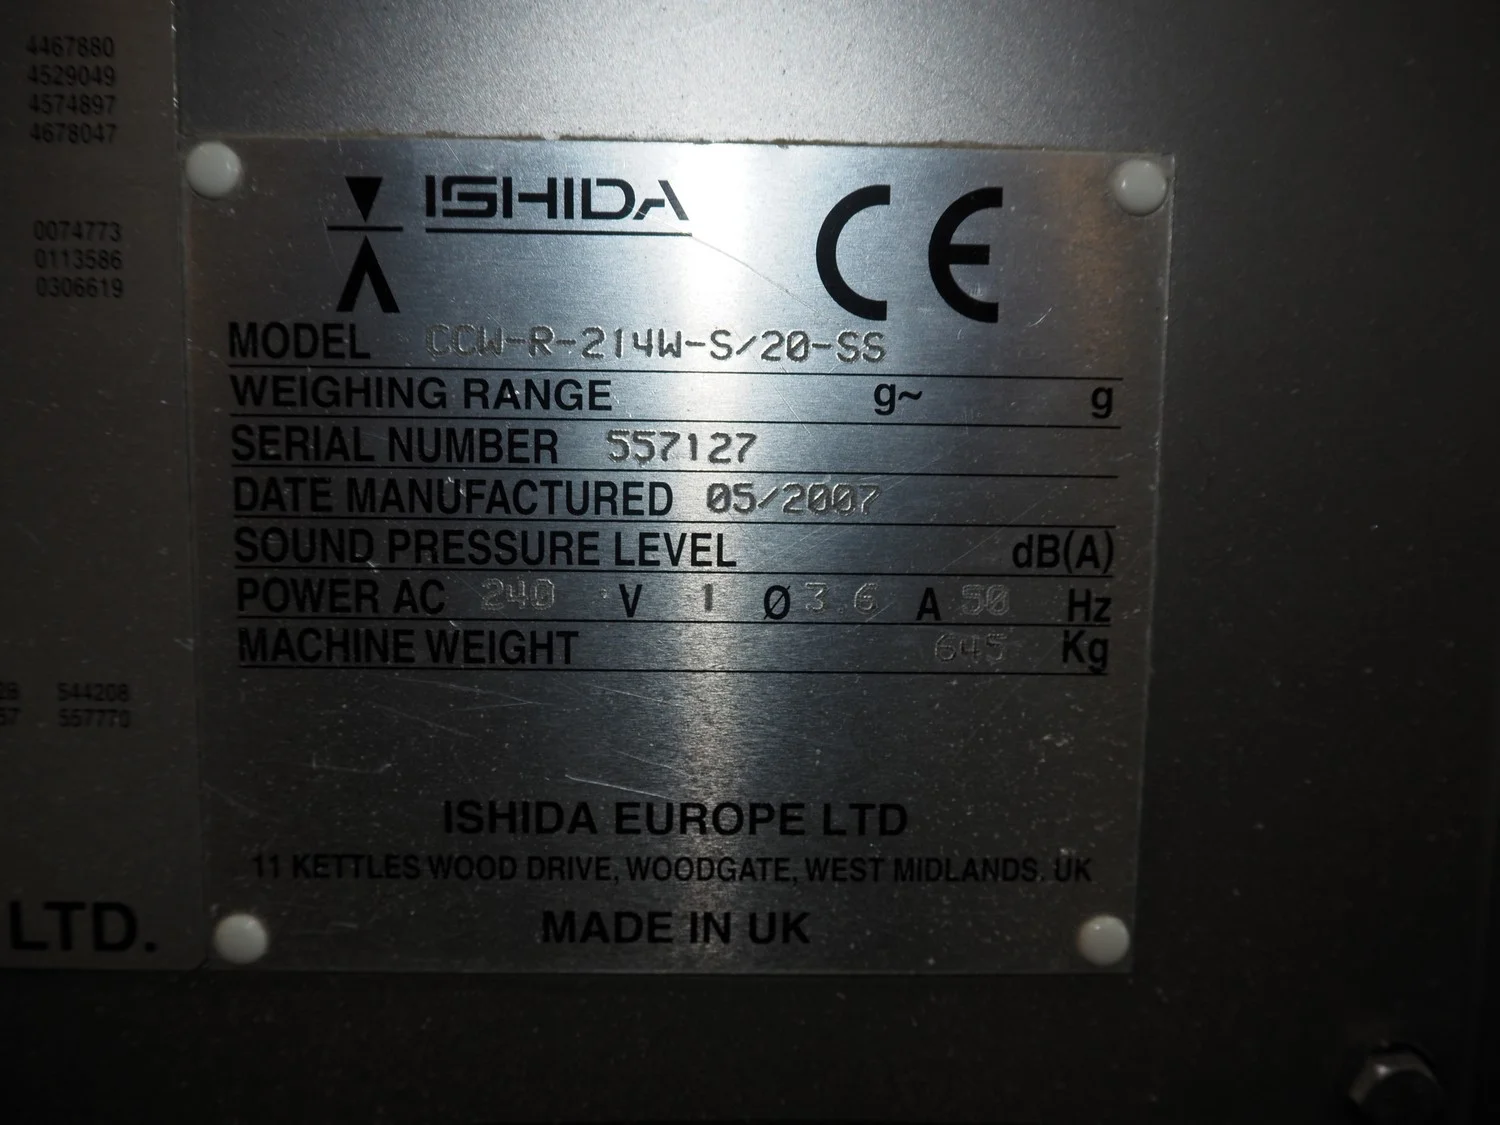 4467880
4529049
4574897
4678047
0074773
0113586
0306619
544208
557770
LTD.
ISHIDA
CE
MODEL CCW-R-214W-S/20-SS
WEIGHING RANGE g~ g
SERIAL NUMBER 557127
DATE MANUFACTURED 05/2007
SOUND PRESSURE LEVEL dB(A)
POWER AC 240 V 1 Ø 3.6 A 50 Hz
MACHINE WEIGHT 645 Kg
ISHIDA EUROPE LTD
11 KETTLES WOOD DRIVE, WOODGATE, WEST MIDLANDS. UK
MADE IN UK